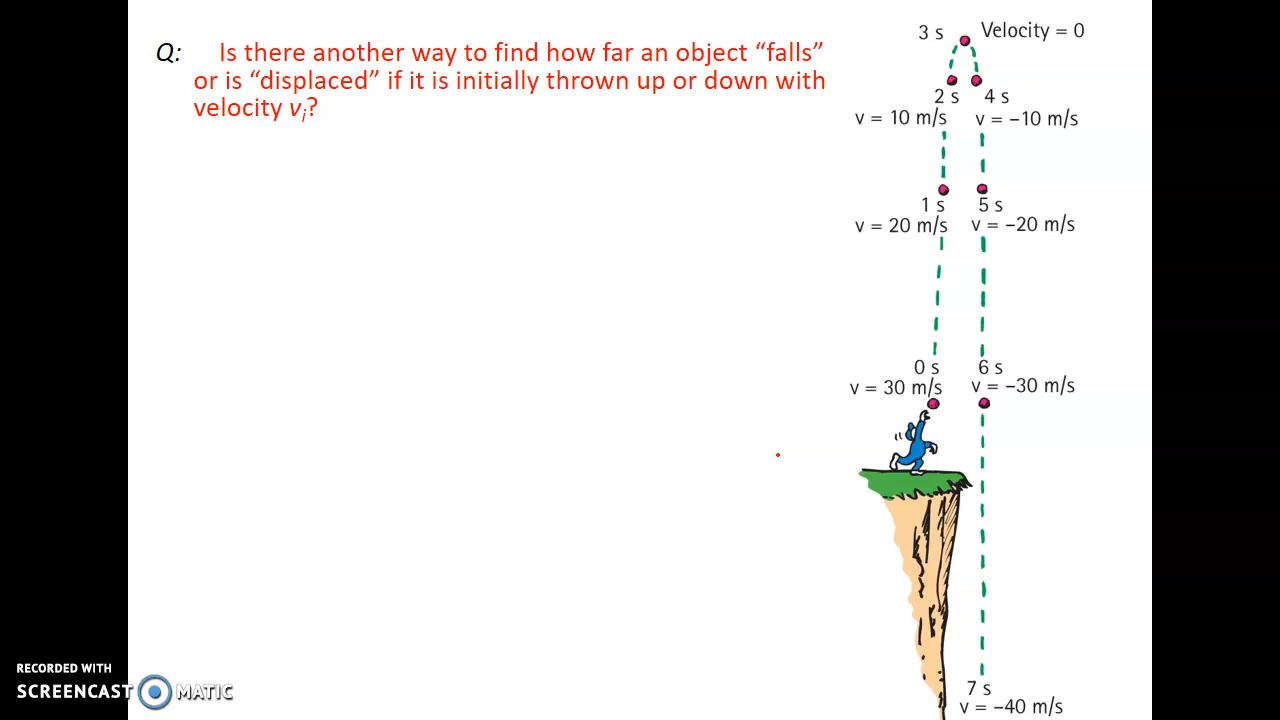 Q: Is there another way to find how far an object “falls”
or is “displaced” if it is initially thrown up or down with
velocity vi?
3 s Velocity = 0
2 s 4 s
v = 10 m/s v = −10 m/s
1 s 5 s
v = 20 m/s v = −20 m/s
0 s 6 s
v = 30 m/s v = −30 m/s
7 s
v = −40 m/s
RECORDED WITH
SCREENCAST MATIC